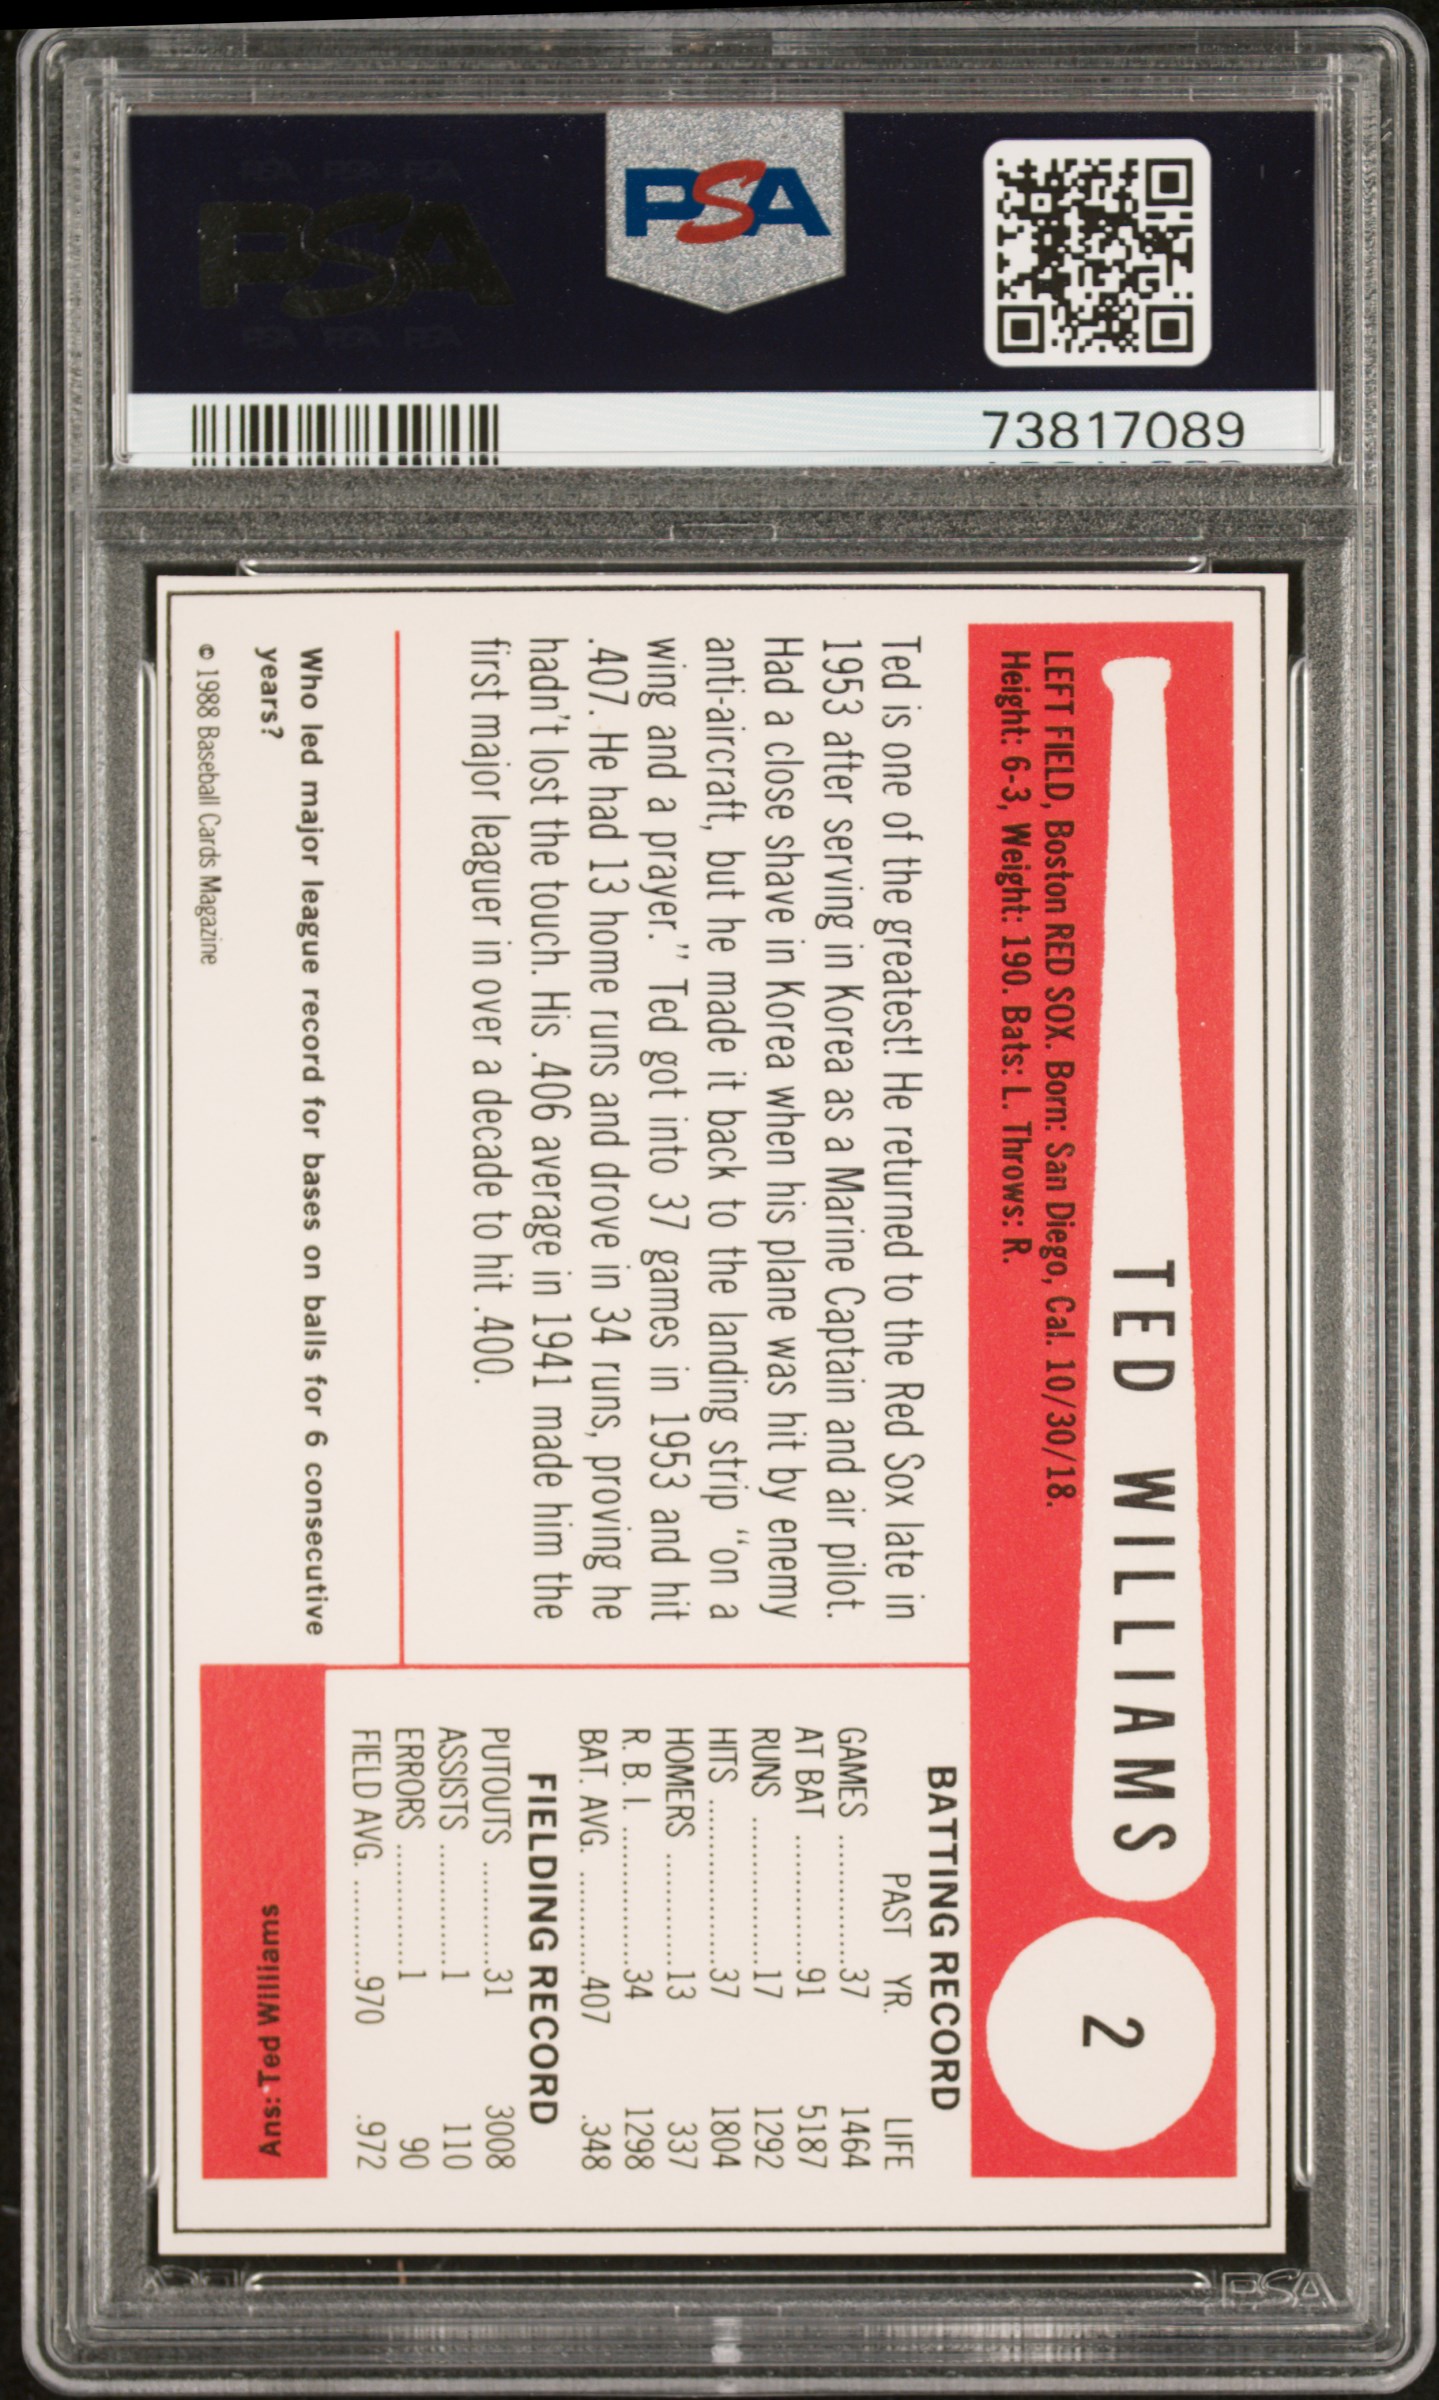 PSA
PSA
73817089
TED WILLIAMS
2
LEFT FIELD, Boston RED SOX. Born: San Diego, Cal. 10/30/18.
Height: 6-3, Weight: 190. Bats: L. Throws: R.
Ted is one of the greatest! He returned to the Red Sox late in
1953 after serving in Korea as a Marine Captain and air pilot.
Had a close shave in Korea when his plane was hit by enemy
anti-aircraft, but he made it back to the landing strip "on a
wing and a prayer." Ted got into 37 games in 1953 and hit
.407. He had 13 home runs and drove in 34 runs, proving he
hadn't lost the touch. His .406 average in 1941 made him the
first major leaguer in over a decade to hit .400.
BATTING RECORD
PAST YR. LIFE
GAMES ............37 1464
AT BAT ............91 5187
RUNS ............17 1292
HITS ............37 1804
HOMERS ............13 337
R. B. I. ............34 1298
BAT. AVG. ..........407 .348
FIELDING RECORD
PUTOUTS ............31 3008
ASSISTS ............1 110
ERRORS ............1 90
FIELD AVG. ..........970 .972
Who led major league record for bases on balls for 6 consecutive
years?
Ans: Ted Williams
© 1988 Baseball Cards Magazine
PSA